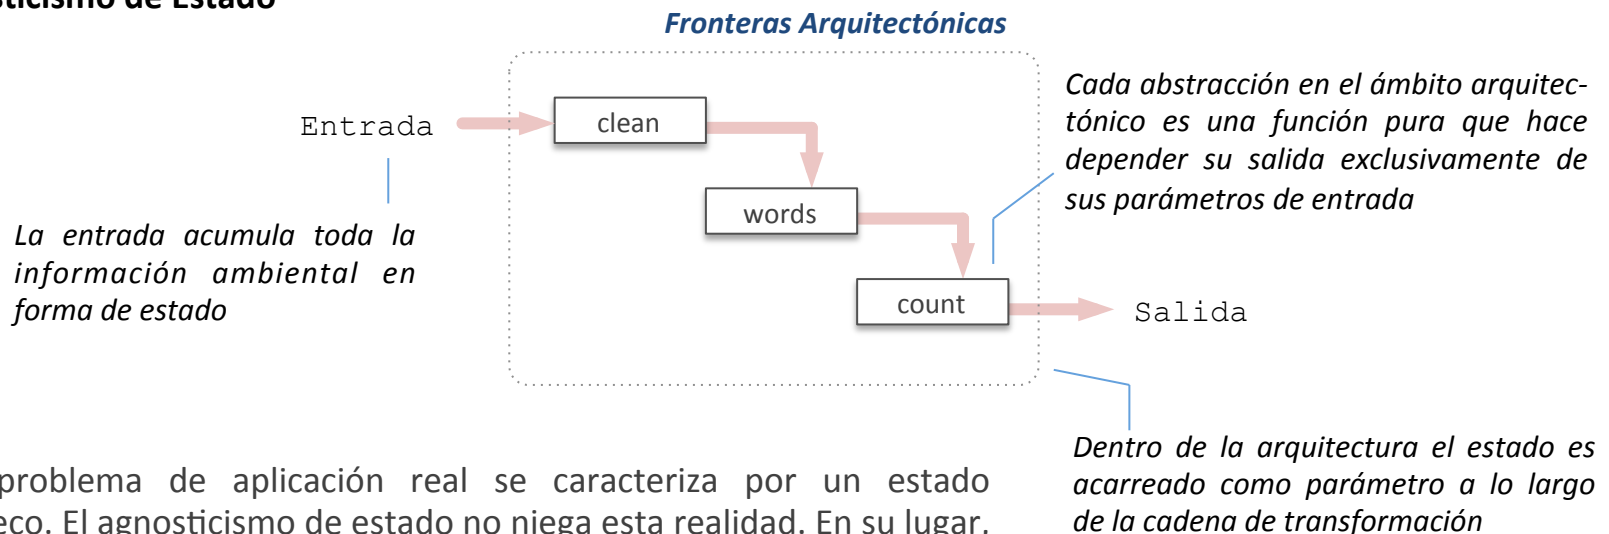 Fronteras Arquitectónicas
Entrada
clean
words
count
Salida
La entrada acumula toda la
información ambiental en
forma de estado
Cada abstracción en el ámbito arquitec-
tónico es una función pura que hace
depender su salida exclusivamente de
sus parámetros de entrada
Dentro de la arquitectura el estado es
acarreado como parámetro a lo largo
de la cadena de transformación
problema de aplicación real se caracteriza por un estado
El agnosticismo de estado no niega esta realidad. En su lugar,
de Estado